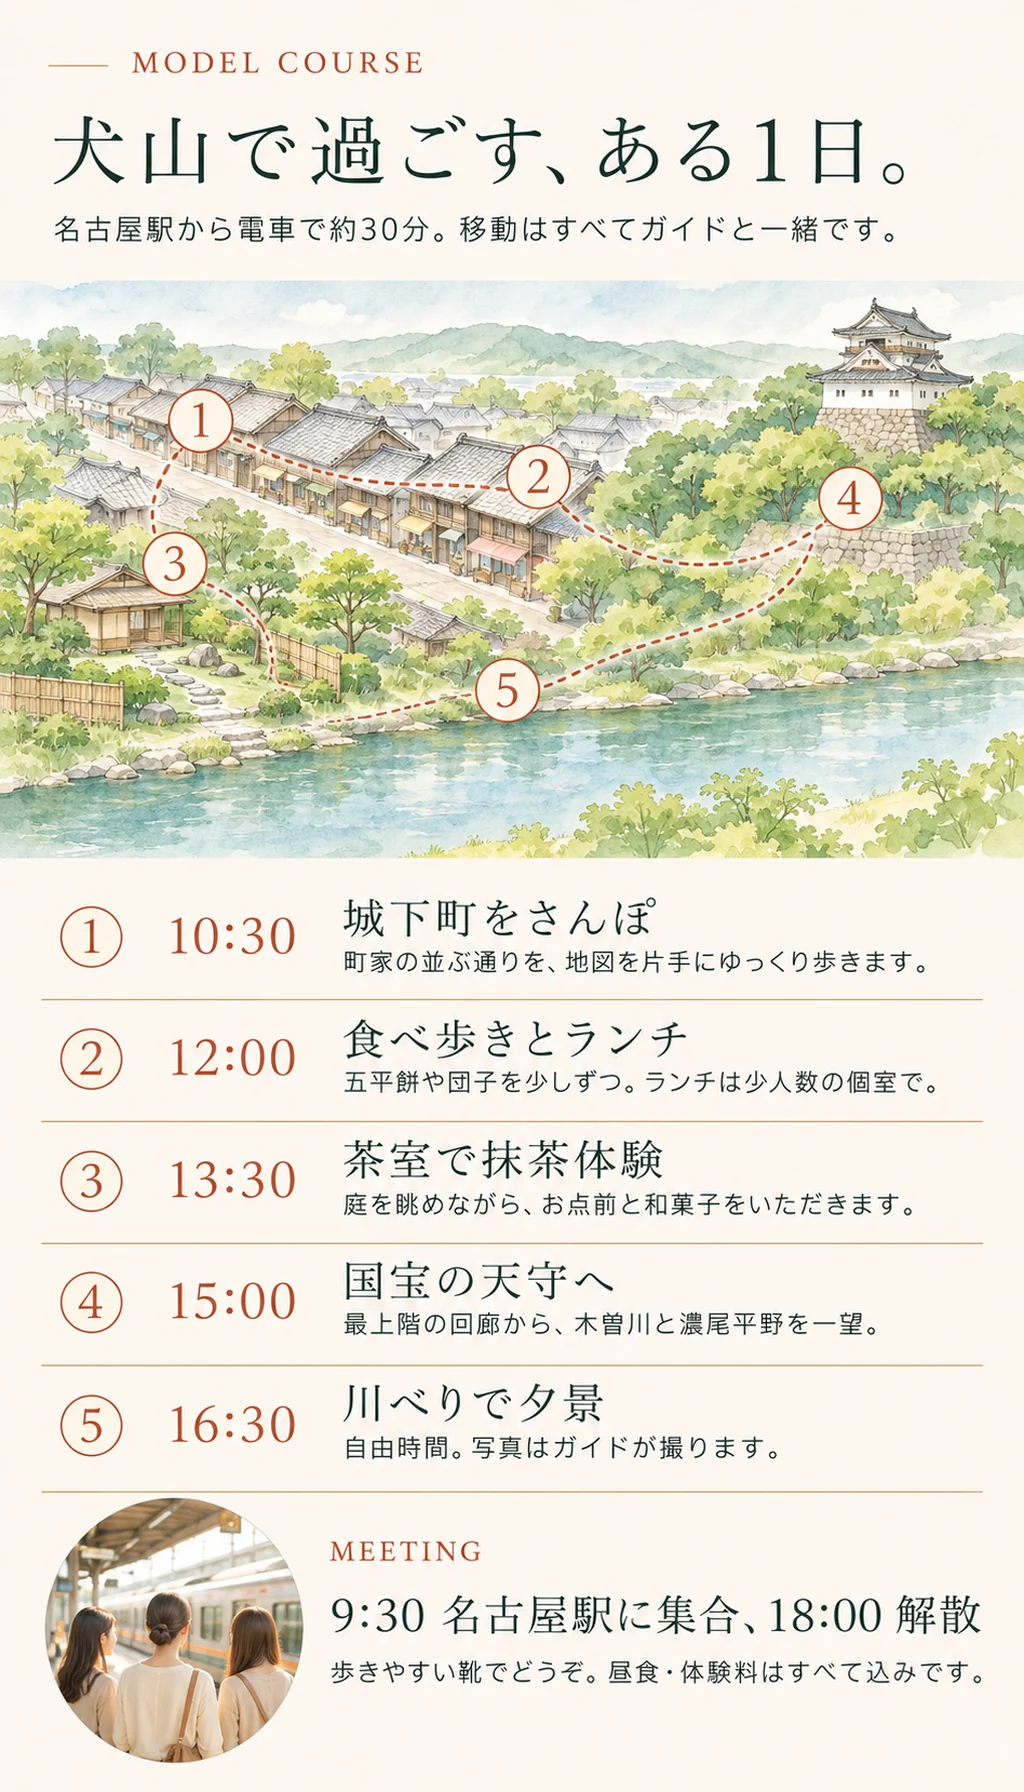 MODEL COURSE
犬山で過ごす、ある1日。
名古屋駅から電車で約30分。移動はすべてガイドと一緒です。
1
2
4
3
5
1 10:30 城下町をさんぽ
町家の並ぶ通りを、地図を片手にゆっくり歩きます。
2 12:00 食べ歩きとランチ
五平餅や団子を少しずつ。ランチは少人数の個室で。
3 13:30 茶室で抹茶体験
庭を眺めながら、お点前と和菓子をいただきます。
4 15:00 国宝の天守へ
最上階の回廊から、木曽川と濃尾平野を一望。
5 16:30 川べりで夕景
自由時間。写真はガイドが撮ります。
MEETING
9:30 名古屋駅に集合、18:00 解散
歩きやすい靴でどうぞ。昼食・体験料はすべて込みです。